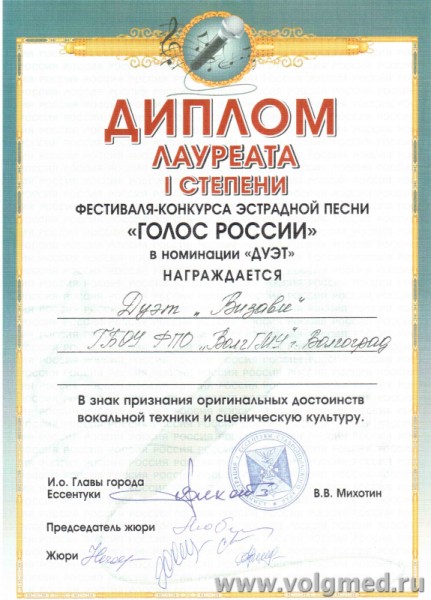 ДИПЛОМ
ЛАУРЕАТА
I СТЕПЕНИ
ФЕСТИВАЛЯ-КОНКУРСА ЭСТРАДНОЙ ПЕСНИ
«ГОЛОС РОССИИ»
в номинации «ДУЭТ»
НАГРАЖДАЕТСЯ
Дуэт „Визави"
ГБОУ ФПО „ВолгГМУ" г. Волгоград
В знак признания оригинальных достоинств
вокальной техники и сценическую культуру.
И.о. Главы города
Ессентуки
В.В. Михотин
Председатель жюри
Жюри
www.volgmed.ru